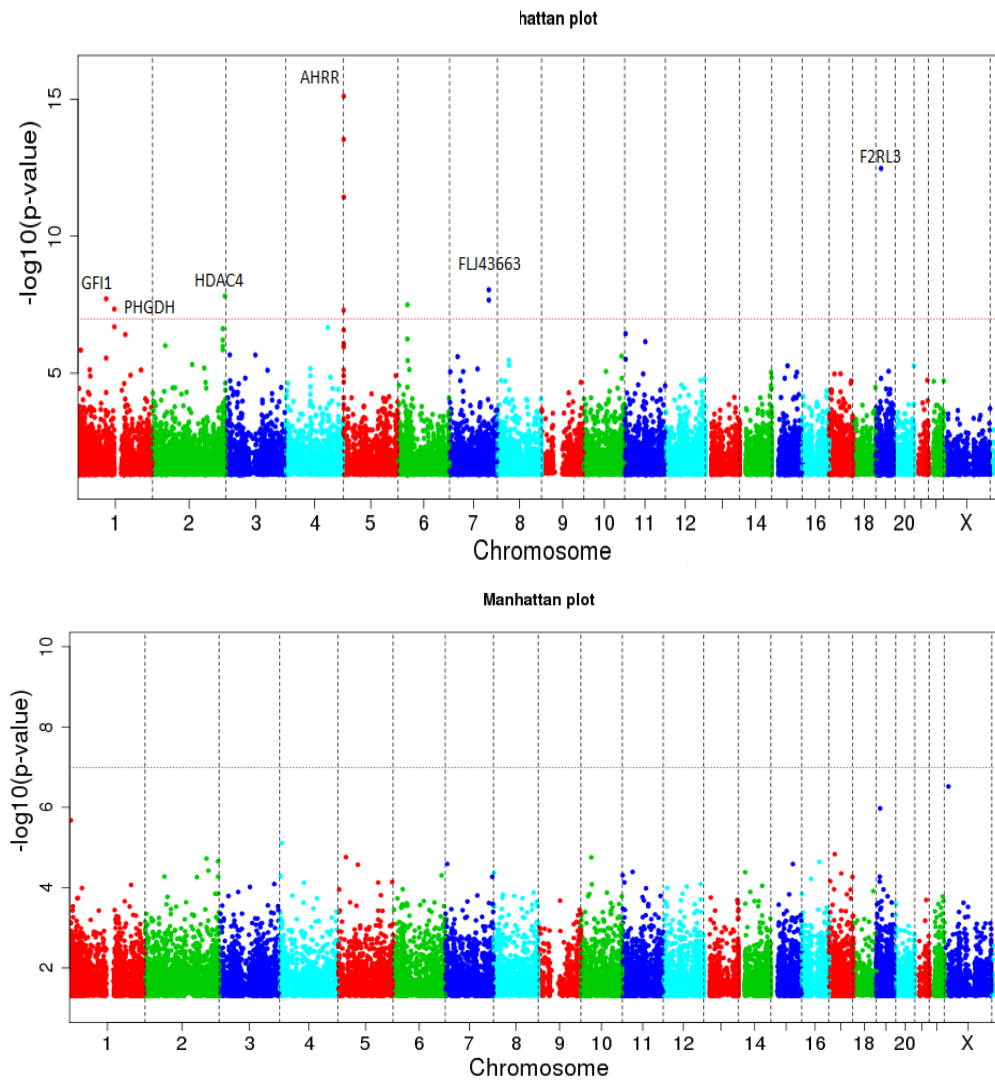 hattan plot
-log10(p-value)
15
10
5
AHRR
F2RL3
FLJ43663
GFI1
HDAC4
PHGDH
1 2 3 4 5 6 7 8 9 10 11 12 14 16 18 20 X
Chromosome
Manhattan plot
-log10(p-value)
10
8
6
4
2
1 2 3 4 5 6 7 8 9 10 11 12 14 16 18 20 X
Chromosome